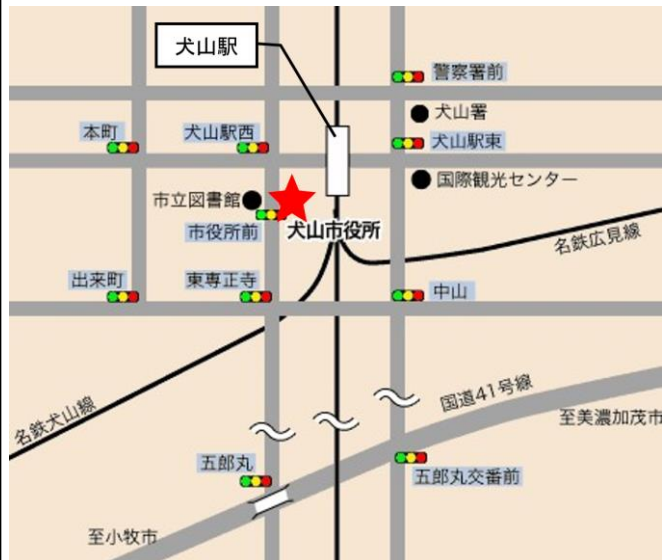 犬山駅
警察署前
犬山署
本町
犬山駅西
犬山駅東
国際観光センター
市立図書館
市役所前
犬山市役所
名鉄広見線
出来町
東専正寺
中山
名鉄犬山線
国道41号線
至美濃加茂市
五郎丸
五郎丸交番前
至小牧市